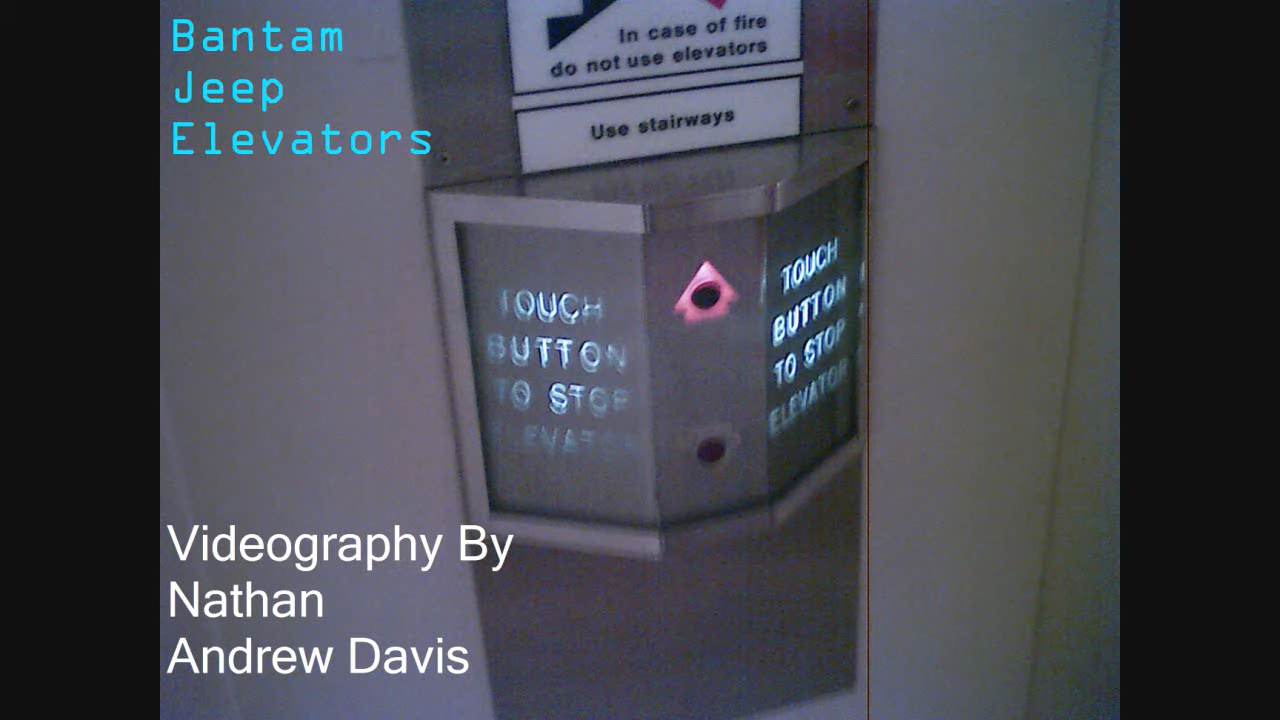 Bantam
Jeep
Elevators
In case of fire
do not use elevators
Use stairways
TOUCH
BUTTON
TO STOP
ELEVATOR
TOUCH
BUTTON
TO STOP
ELEVATOR
Videography By
Nathan
Andrew Davis